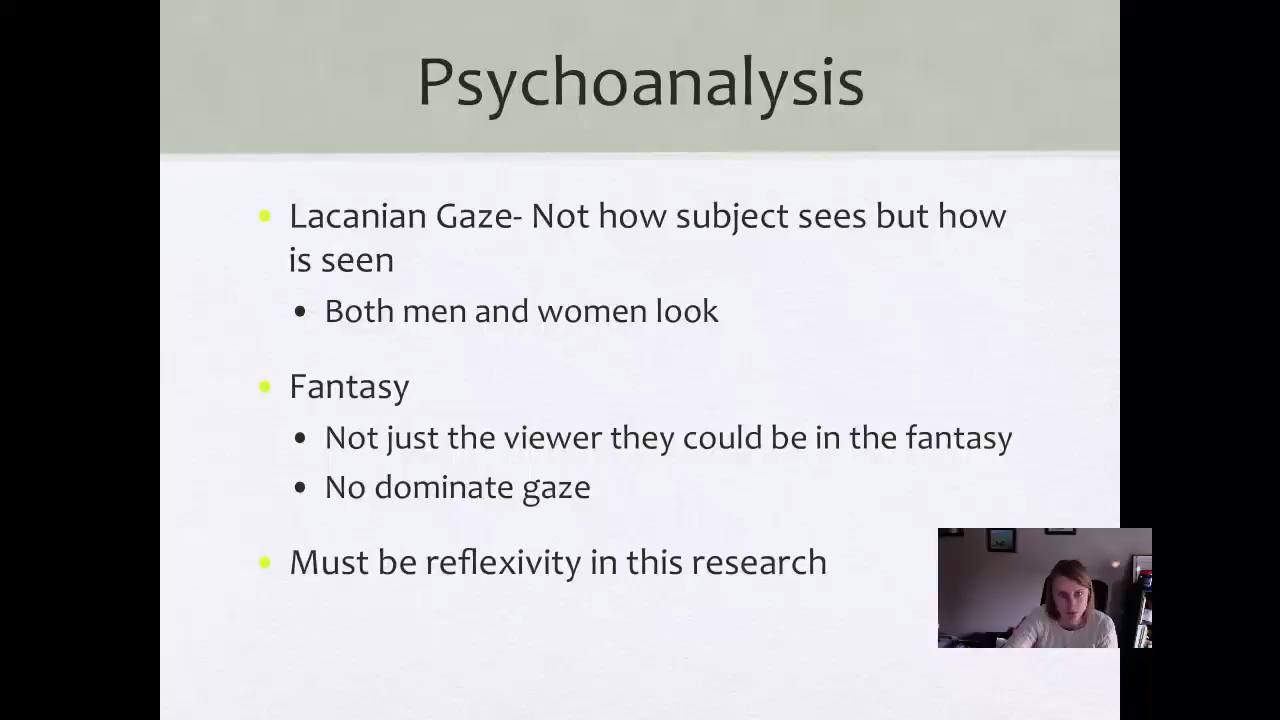 Psychoanalysis
Lacanian Gaze- Not how subject sees but how
is seen
Both men and women look
Fantasy
Not just the viewer they could be in the fantasy
No dominate gaze
Must be reflexivity in this research